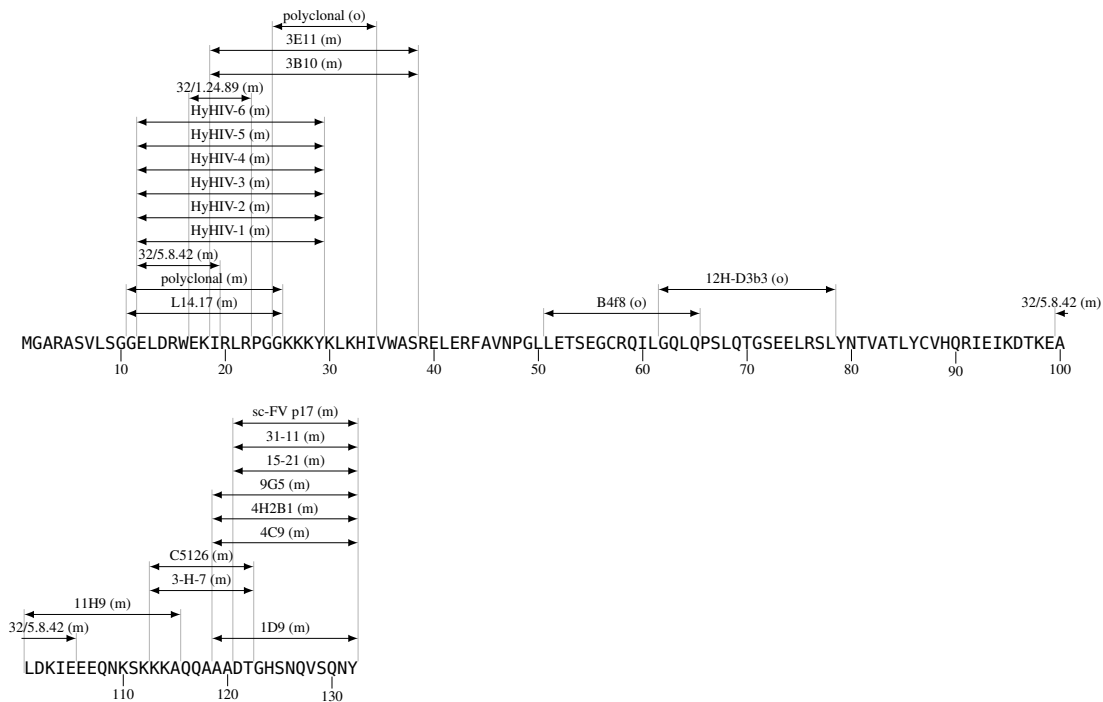 polyclonal (o)
3E11 (m)
3B10 (m)
32/1.24.89 (m)
HyHIV-6 (m)
HyHIV-5 (m)
HyHIV-4 (m)
HyHIV-3 (m)
HyHIV-2 (m)
HyHIV-1 (m)
32/5.8.42 (m)
polyclonal (m) 12H-D3b3 (o)
L14.17 (m) B4f8 (o) 32/5.8.42 (m)
MGARASVLSGGELDRWEKIRLRPGGKKKYKLKHIVWASRELERFAVNPGLLETSEGCRQILGQLQPSLQTGSEELRSLYNTVATLYCVHQRIEIKDTKEA
10 20 30 40 50 60 70 80 90 100
sc-FV p17 (m)
31-11 (m)
15-21 (m)
9G5 (m)
4H2B1 (m)
4C9 (m)
C5126 (m)
3-H-7 (m)
11H9 (m)
32/5.8.42 (m) 1D9 (m)
LDKIEEEQNKSKKKAQQAAADTGHSNQVSQNY
110 120 130